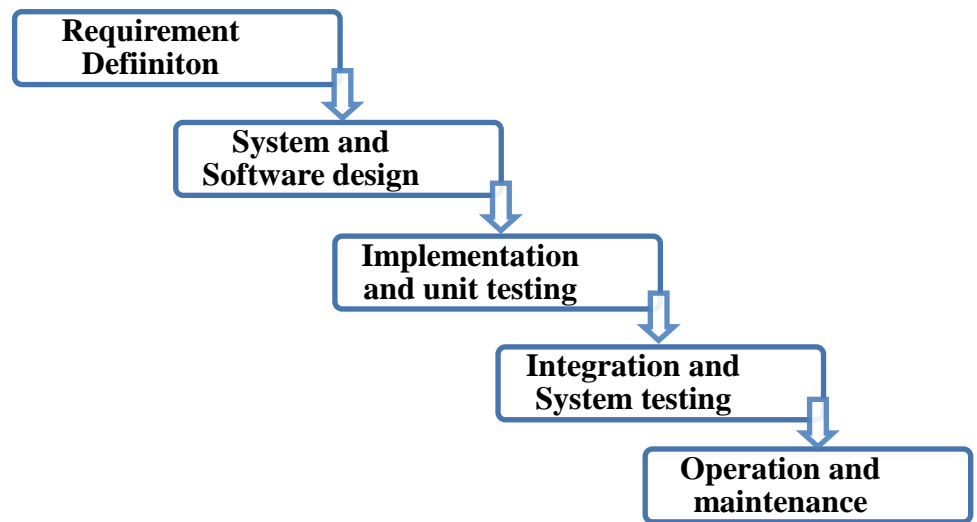 Requirement
Defiiniton
System and
Software design
Implementation
and unit testing
Integration and
System testing
Operation and
maintenance